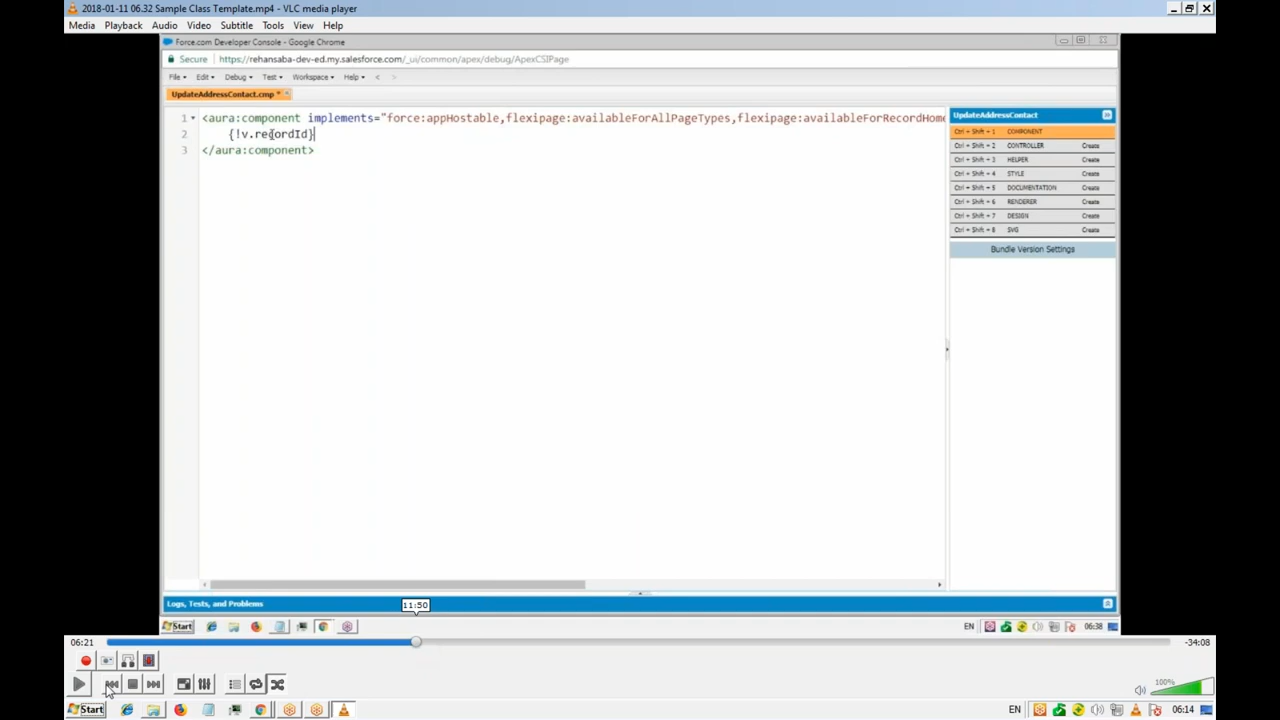 2018-01-11 06.32 Sample Class Template.mp4 - VLC media player
Media Playback Audio Video Subtitle Tools View Help
Force.com Developer Console - Google Chrome
Secure https://rehansaba-dev-ed.my.salesforce.com/_ui/common/apex/debug/ApexCSIPage
File Edit Debug Test Workspace Help < >
UpdateAddressContact.cmp *
1 <aura:component implements="force:appHostable,flexipage:availableForAllPageTypes,flexipage:availableForRecordHome
2 {!v.recordId}
3 </aura:component>
UpdateAddressContact
Ctrl + Shift + 1 COMPONENT
Ctrl + Shift + 2 CONTROLLER Create
Ctrl + Shift + 3 HELPER Create
Ctrl + Shift + 4 STYLE Create
Ctrl + Shift + 5 DOCUMENTATION Create
Ctrl + Shift + 6 RENDERER Create
Ctrl + Shift + 7 DESIGN Create
Ctrl + Shift + 8 SVG Create
Bundle Version Settings
Logs, Tests, and Problems
11:50
Start EN 06:38
06:21 -34:08
100%
Start EN 06:14